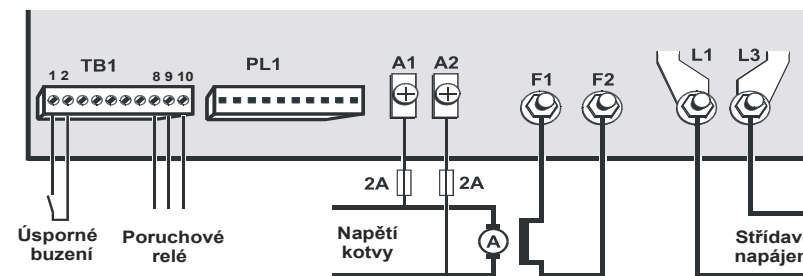 TB1
1 2
8 9 10
PL1
A1
A2
F1
F2
L1
L3
2A
2A
Úsporné
buzení
Poruchové
relé
Napětí
kotvy
A